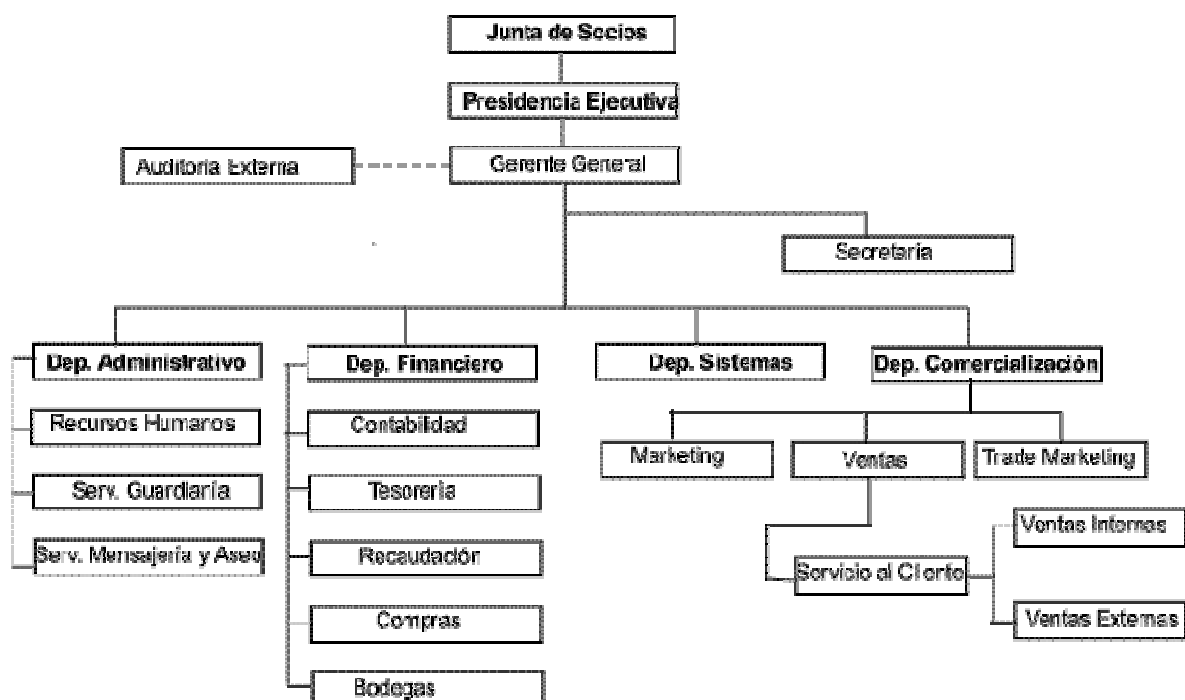 Junta de Socios
Presidencia Ejecutiva
Auditoria Externa
Gerente General
Secretaría
Dep. Administrativo
Dep. Financiero
Dep. Sistemas
Dep. Comercialización
Recursos Humanos
Contabilidad
Marketing
Ventas
Trade Marketing
Serv. Guardianía
Tesorería
Ventas Internas
Serv. Mensajería y Aseo
Recaudación
Servicio al Cliente
Compras
Ventas Externas
Bodegas